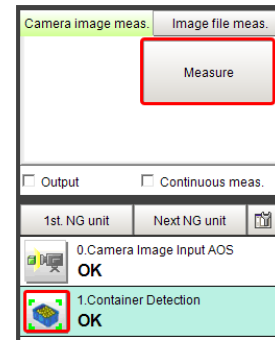 Camera image meas. Image file meas.
Measure
Output Continuous meas.
1st. NG unit Next NG unit
0.Camera Image Input AOS
OK
1.Container Detection
OK